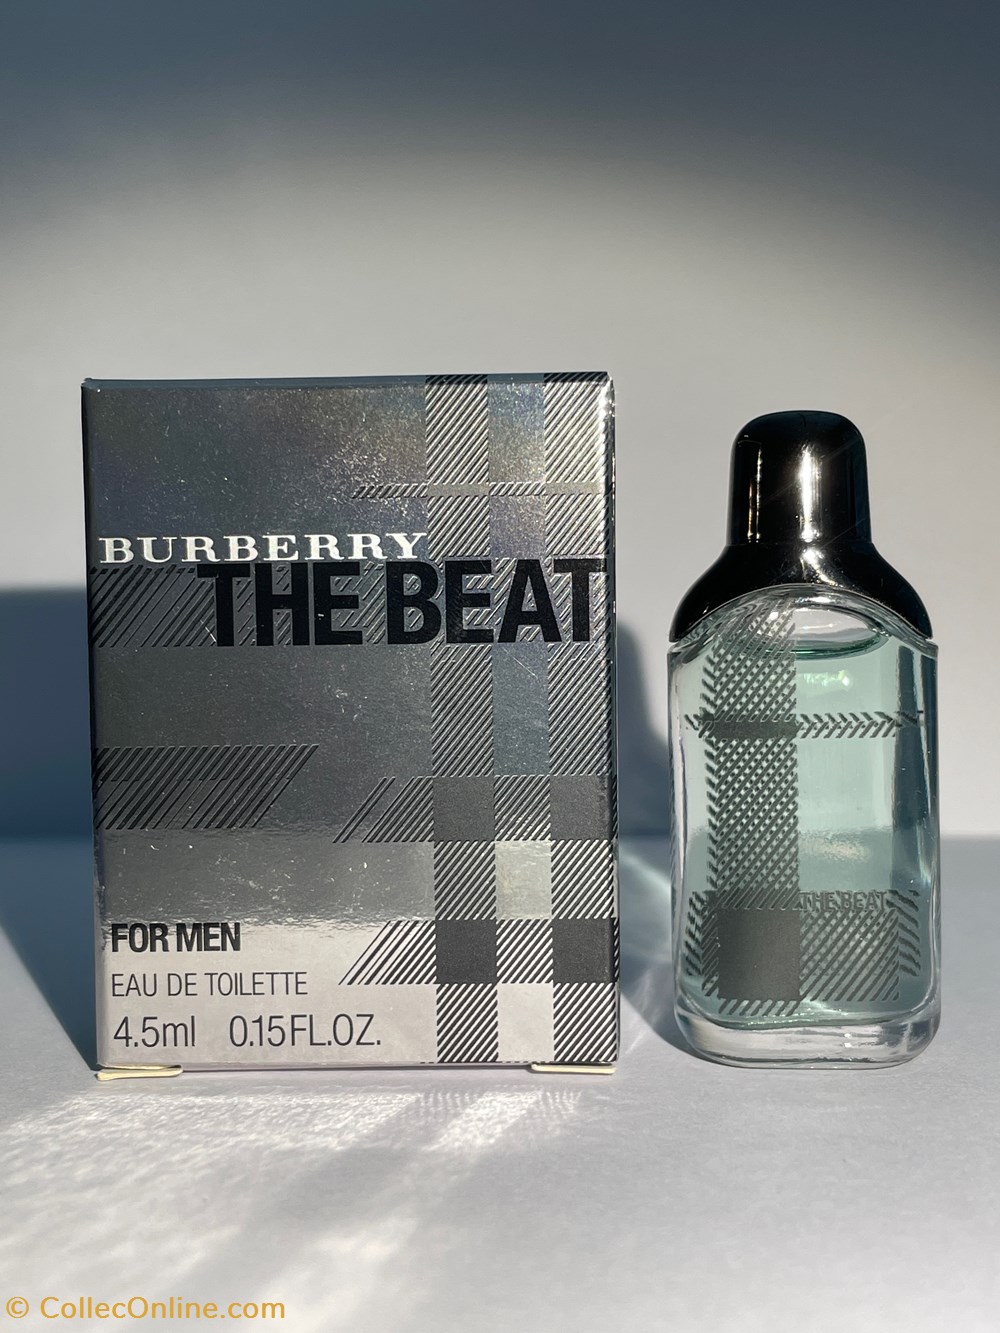 BURBERRY
THE BEAT
FOR MEN
EAU DE TOILETTE
4.5ml 0.15FL.OZ.
THE BEAT
© CollecOnline.com